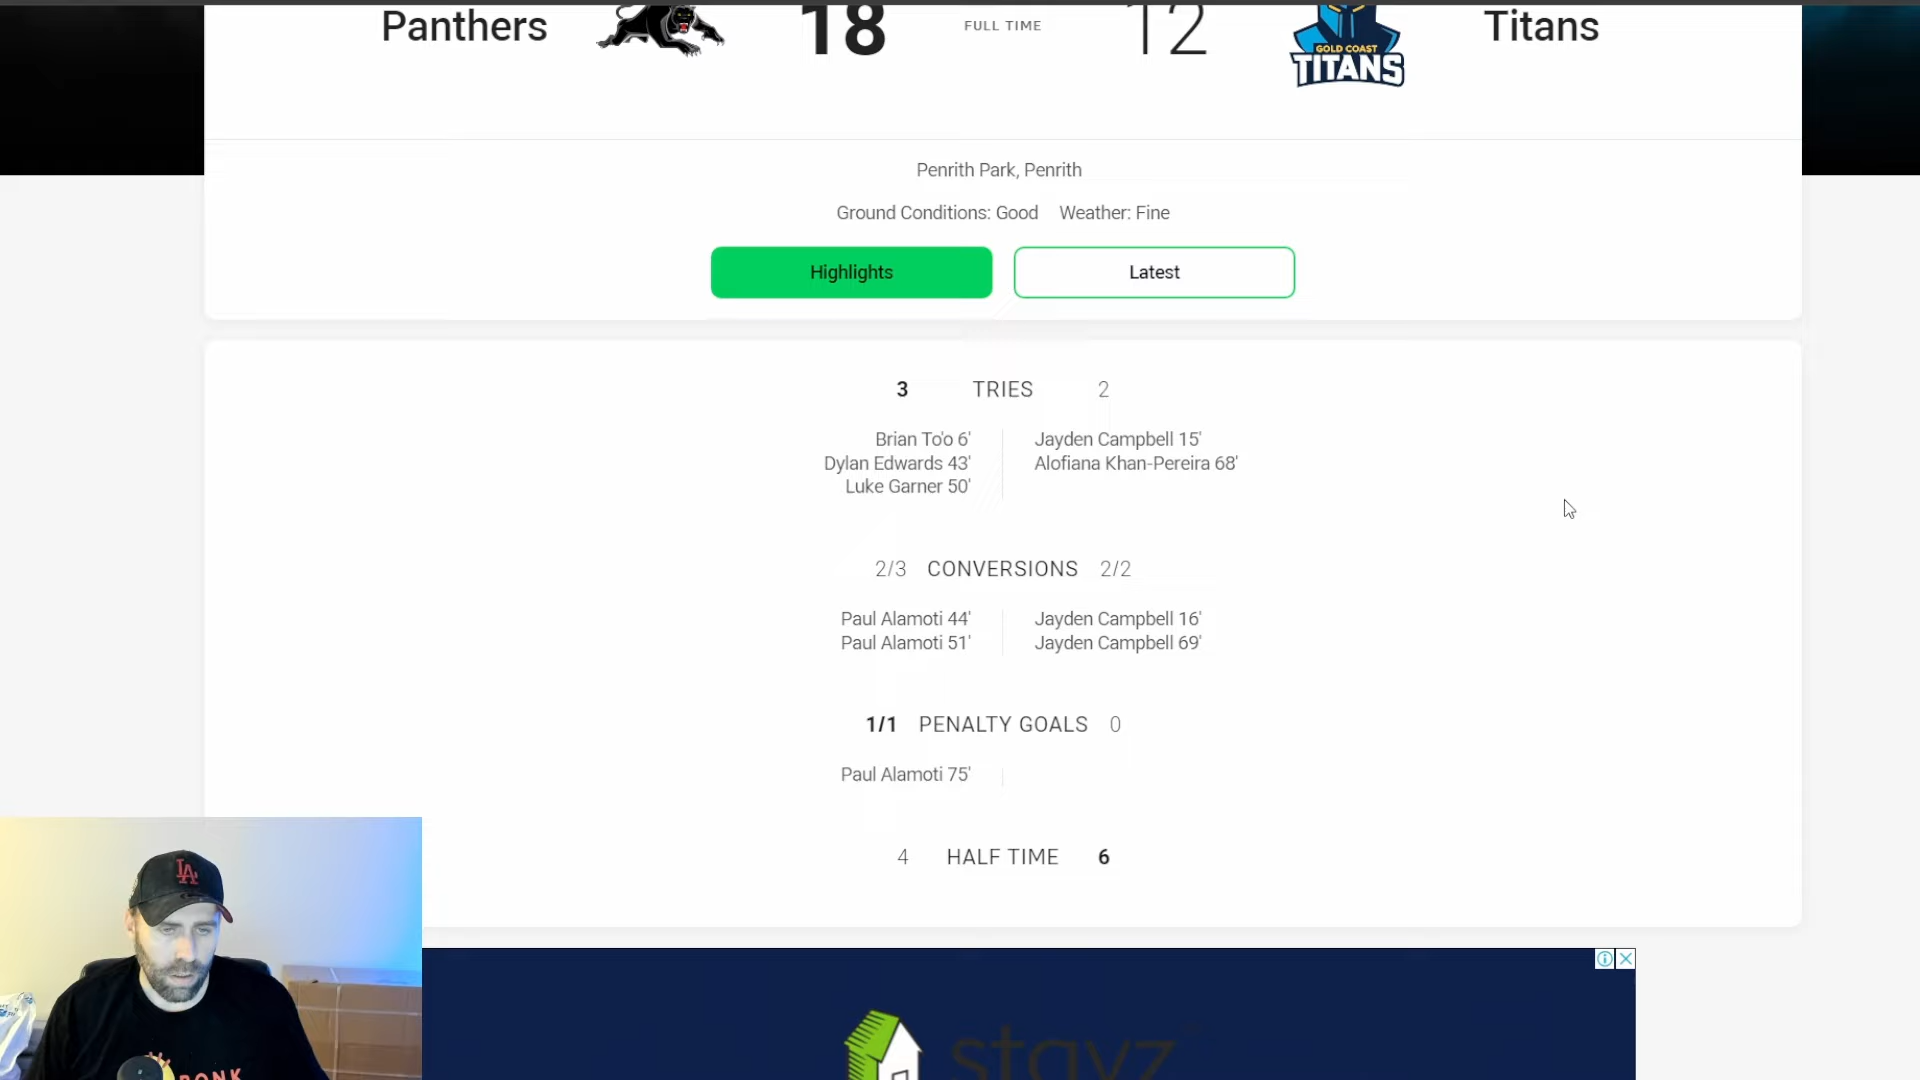 Panthers 18 FULL TIME 12 Titans
GOLD COAST
TITANS
Penrith Park, Penrith
Ground Conditions: Good Weather: Fine
Highlights Latest
3 TRIES 2
Brian To'o 6' Jayden Campbell 15'
Dylan Edwards 43' Alofiana Khan-Pereira 68'
Luke Garner 50'
2/3 CONVERSIONS 2/2
Paul Alamoti 44' Jayden Campbell 16'
Paul Alamoti 51' Jayden Campbell 69'
1/1 PENALTY GOALS 0
Paul Alamoti 75'
4 HALF TIME 6
LA
stayz
BONK